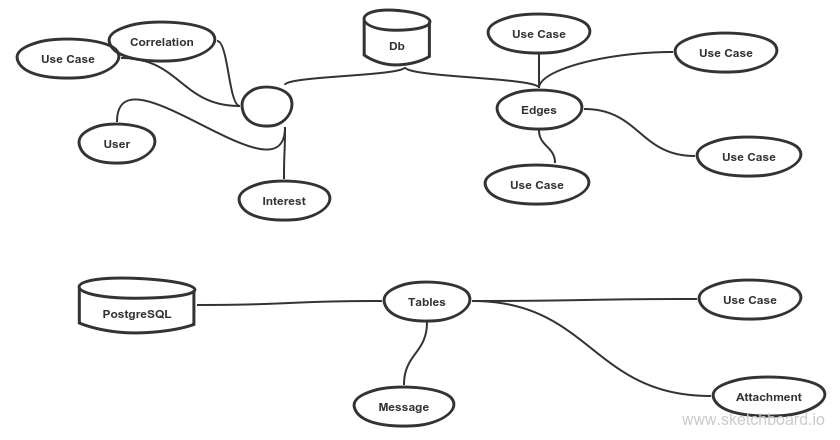 Db
Use Case
Correlation
Use Case
Use Case
Edges
User
Use Case
Use Case
Interest
PostgreSQL
Tables
Use Case
Message
Attachment
www.sketchboard.io